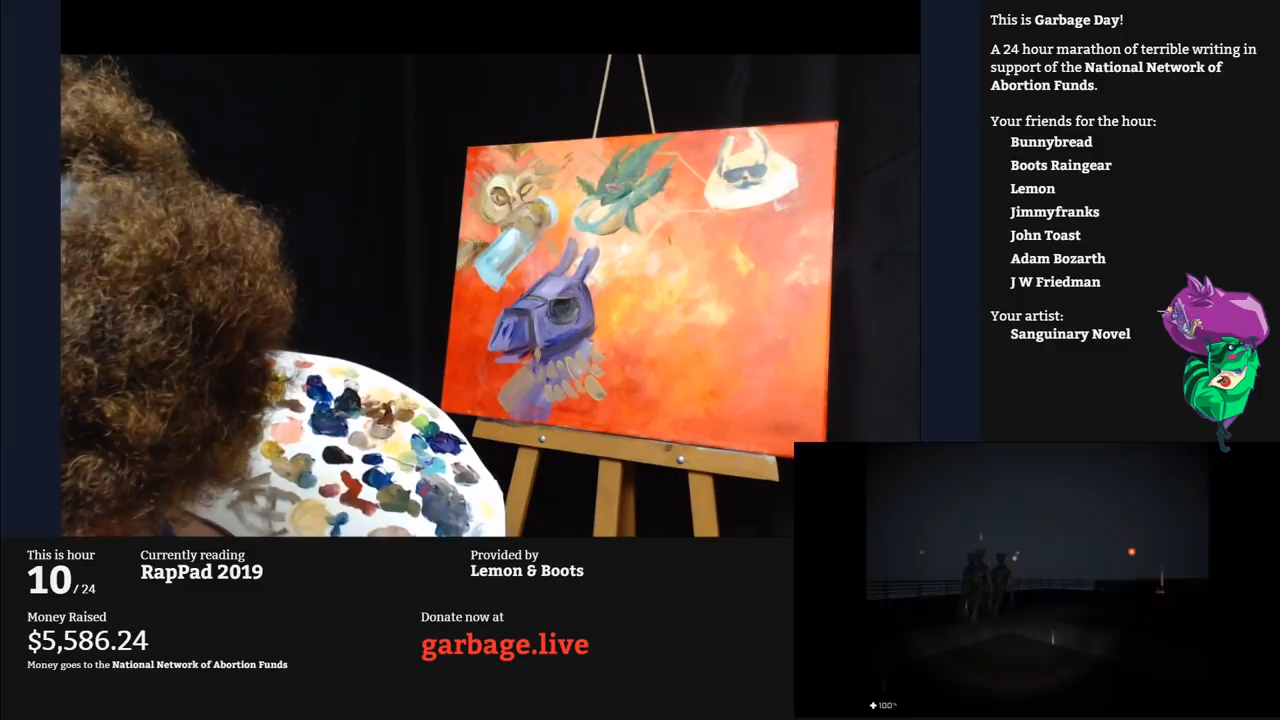 This is Garbage Day!
A 24 hour marathon of terrible writing in
support of the National Network of
Abortion Funds.
Your friends for the hour:
Bunnybread
Boots Raingear
Lemon
Jimmyfranks
John Toast
Adam Bozarth
J W Friedman
Your artist:
Sanguinary Novel
This is hour
10 / 24
Currently reading
RapPad 2019
Provided by
Lemon & Boots
Money Raised
$5,586.24
Money goes to the National Network of Abortion Funds
Donate now at
garbage.live
100%